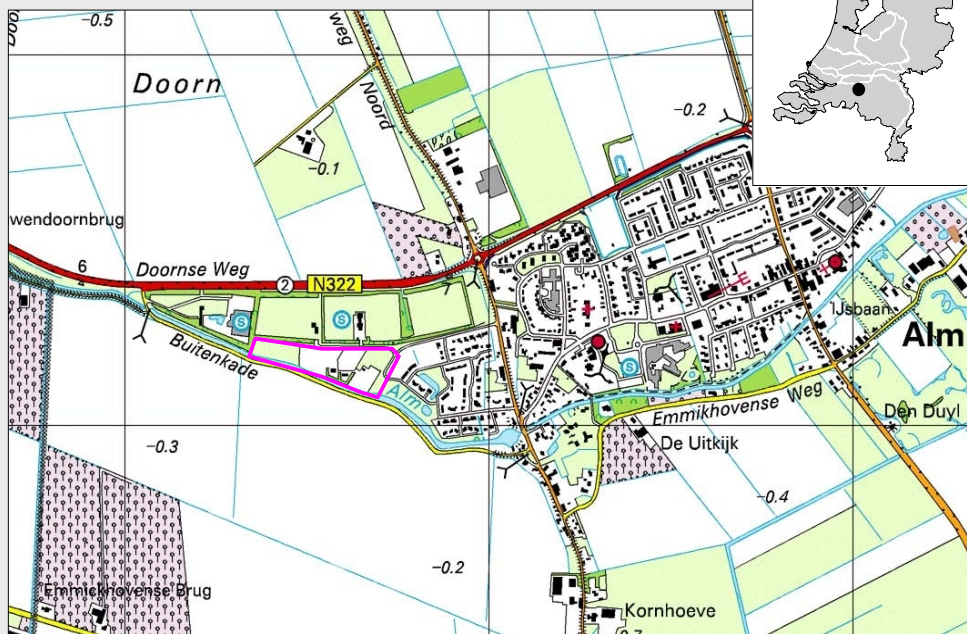 -0.5
weg
Doorn
Noord
-0.2
-0.1
wendoornbrug
6
Doornse Weg
2
N322
S
S
E
IJsbaan
Buitenkade
Alm
S
Alm
Emmikhovense Weg
Den Duyl
-0.3
De Uitkijk
-0.4
-0.2
Emmickhovense Brug
Kornhoeve